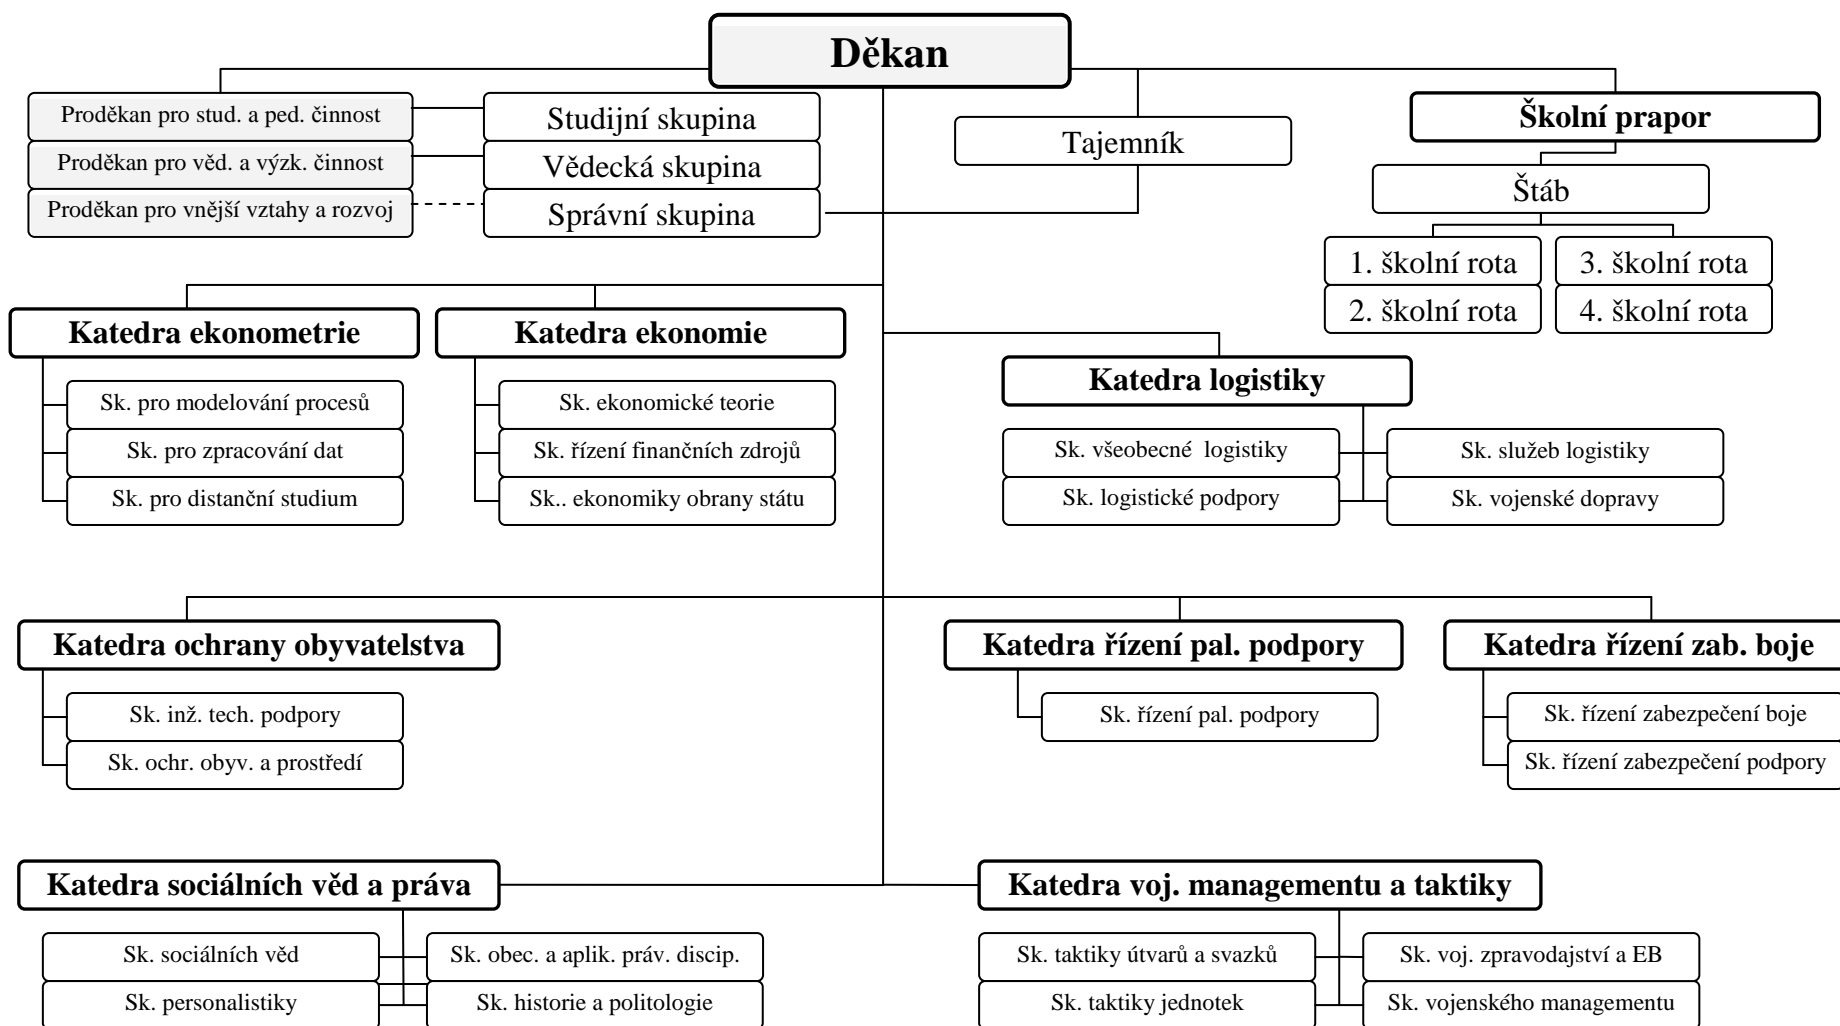 Děkan
Proděkan pro stud. a ped. činnost
Studijní skupina
Proděkan pro věd. a výzk. činnost
Vědecká skupina
Proděkan pro vnější vztahy a rozvoj
Správní skupina
Tajemník
Školní prapor
Štáb
1. školní rota
3. školní rota
2. školní rota
4. školní rota
Katedra ekonometrie
Sk. pro modelování procesů
Sk. pro zpracování dat
Sk. pro distanční studium
Katedra ekonomie
Sk. ekonomické teorie
Sk. řízení finančních zdrojů
Sk.. ekonomiky obrany státu
Katedra logistiky
Sk. všeobecné  logistiky
Sk. služeb logistiky
Sk. logistické podpory
Sk. vojenské dopravy
Katedra ochrany obyvatelstva
Sk. inž. tech. podpory
Sk. ochr. obyv. a prostředí
Katedra řízení pal. podpory
Sk. řízení pal. podpory
Katedra řízení zab. boje
Sk. řízení zabezpečení boje
Sk. řízení zabezpečení podpory
Katedra sociálních věd a práva
Sk. sociálních věd
Sk. obec. a aplik. práv. discip.
Sk. personalistiky
Sk. historie a politologie
Katedra voj. managementu a taktiky
Sk. taktiky útvarů a svazků
Sk. voj. zpravodajství a EB
Sk. taktiky jednotek
Sk. vojenského managementu